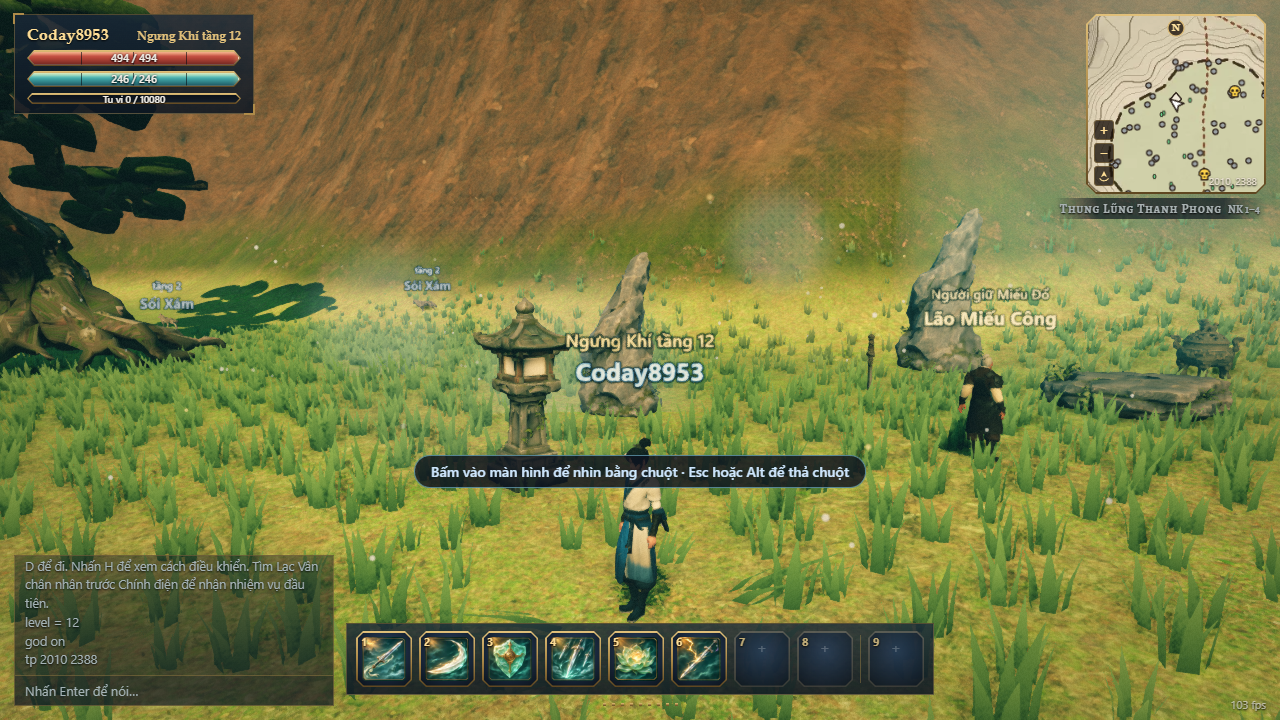 Coday8953
Ngưng Khí tầng 12
494 / 494
246 / 246
Tu vi 0 / 10080
N
+
−
2010, 2388
Thung Lũng Thanh Phong NK1–4
tầng 2
Sói Xám
tầng 2
Sói Xám
Người giữ Miếu Đổ
Lão Miếu Công
Ngưng Khí tầng 12
Coday8953
Bấm vào màn hình để nhìn bằng chuột · Esc hoặc Alt để thả chuột
D để đi. Nhấn H để xem cách điều khiển. Tìm Lạc Vân
chân nhân trước Chính điện để nhận nhiệm vụ đầu
tiên.
level = 12
god on
tp 2010 2388
Nhấn Enter để nói...
1
2
3
4
5
6
7
+
8
+
9
+
103 fps